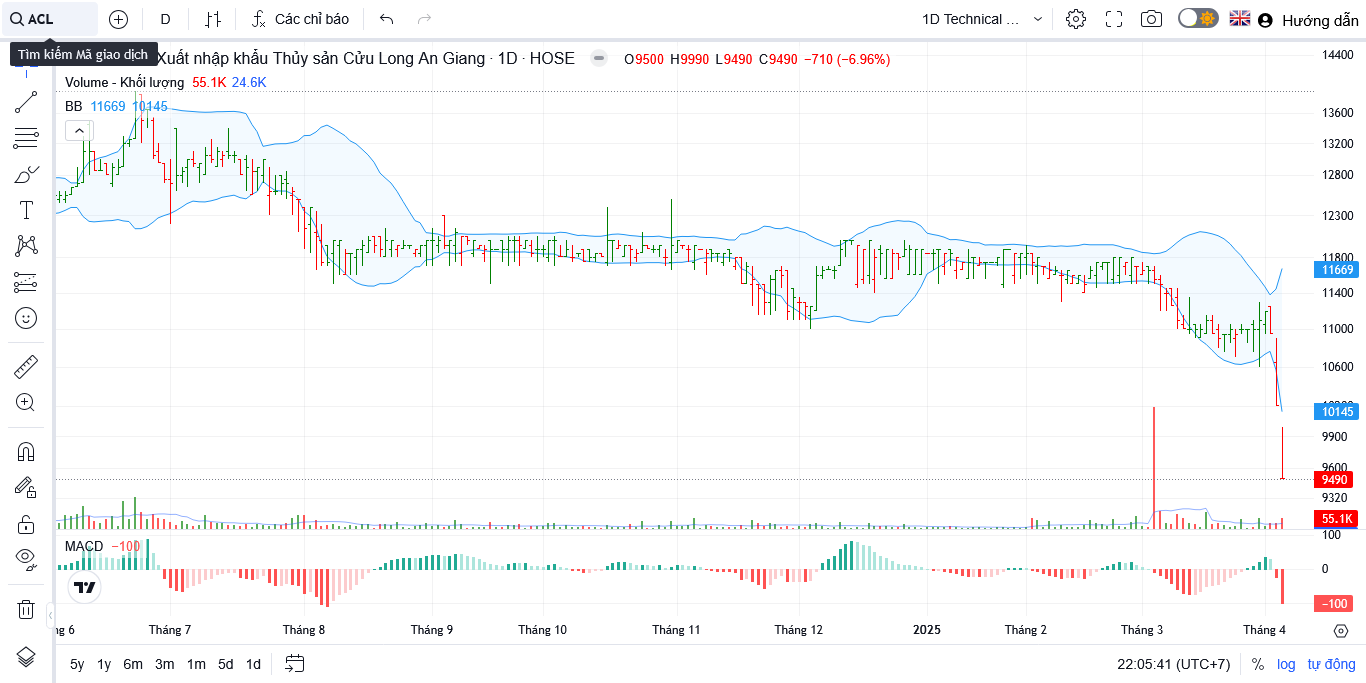 ACL D Các chỉ báo 1D Technical ... Hướng dẫn
Tìm kiếm Mã giao dịch
Xuất nhập khẩu Thủy sản Cửu Long An Giang · 1D · HOSE O9500 H9990 L9490 C9490 −710 (−6.96%)
Volume - Khối lượng 55.1K 24.6K
BB 11669 10145
14400
13600
13200
12800
12300
11800
11669
11400
11000
10600
10145
9900
9600
9490
9320
55.1K
MACD −100
100
0
−100
Tháng 7 Tháng 8 Tháng 9 Tháng 10 Tháng 11 Tháng 12 2025 Tháng 2 Tháng 3 Tháng 4
5y 1y 6m 3m 1m 5d 1d 22:05:41 (UTC+7) % log tự động